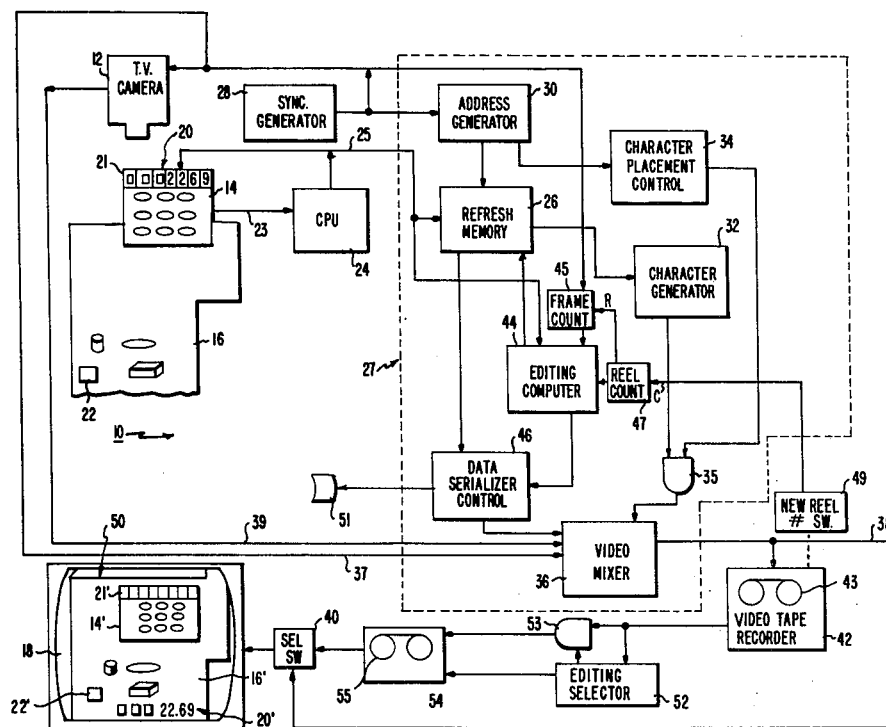 12
T.V.
CAMERA
28
SYNC.
GENERATOR
30
ADDRESS
GENERATOR
34
CHARACTER
PLACEMENT
CONTROL
20
21
2 2 6 9
14
25
23
CPU
24
REFRESH
MEMORY
26
32
CHARACTER
GENERATOR
45
FRAME
COUNT
R
44
EDITING
COMPUTER
REEL
COUNT
C
47
27
16
22
10
46
DATA
SERIALIZER
CONTROL
51
35
49
NEW REEL
# SW.
38
39
37
50
VIDEO
MIXER
36
43
VIDEO TAPE
RECORDER
42
21'
14'
18
40
SEL
SW
53
55
54
EDITING
SELECTOR
52
16'
22'
22.69
20'